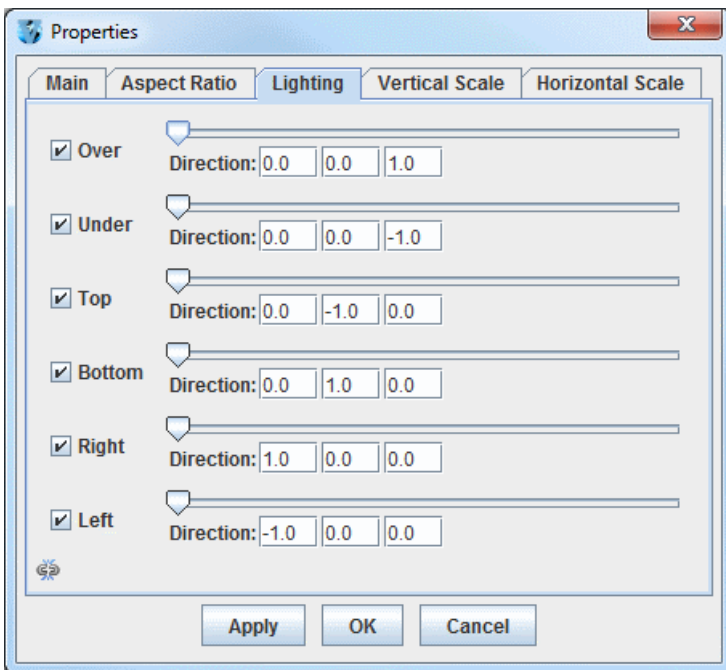 Properties
Main Aspect Ratio Lighting Vertical Scale Horizontal Scale
Over
Direction: 0.0 0.0 1.0
Under
Direction: 0.0 0.0 -1.0
Top
Direction: 0.0 -1.0 0.0
Bottom
Direction: 0.0 1.0 0.0
Right
Direction: 1.0 0.0 0.0
Left
Direction: -1.0 0.0 0.0
Apply OK Cancel